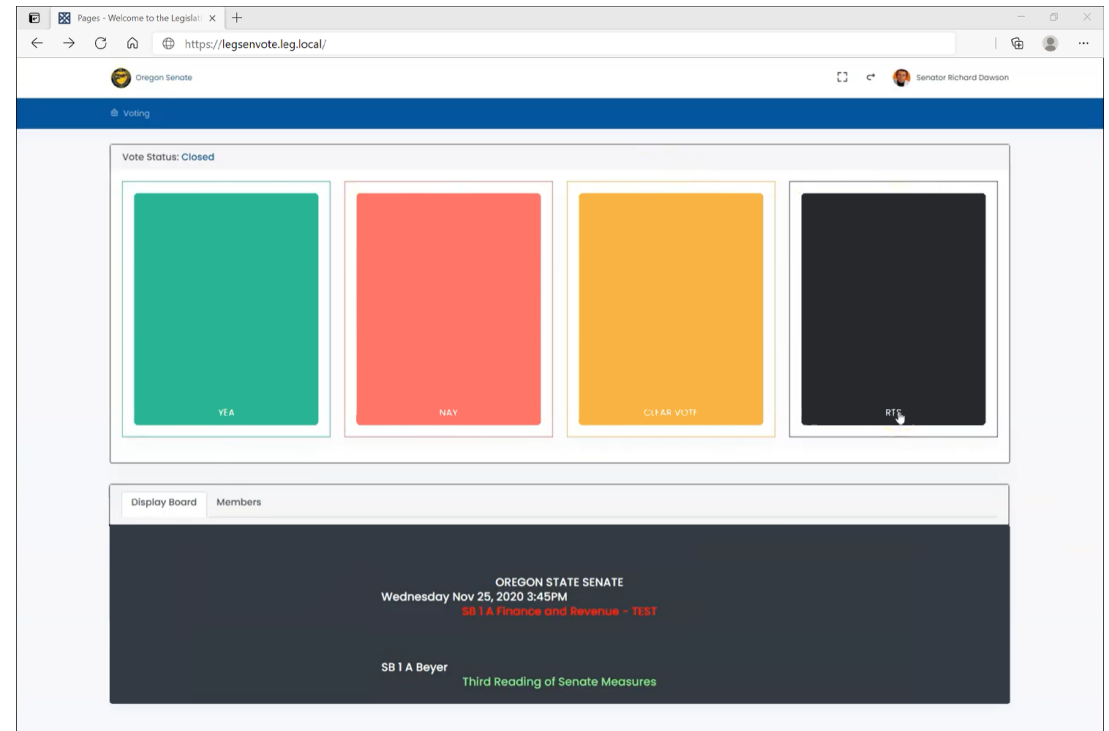 Pages - Welcome to the Legislati
https://legsenvote.leg.local/
Oregon Senate
Senator Richard Dawson
Voting
Vote Status: Closed
YEA
NAY
CLEAR VOTE
RTS
Display Board
Members
OREGON STATE SENATE
Wednesday Nov 25, 2020 3:45PM
SB 1 A Finance and Revenue - TEST
SB 1 A Beyer
Third Reading of Senate Measures